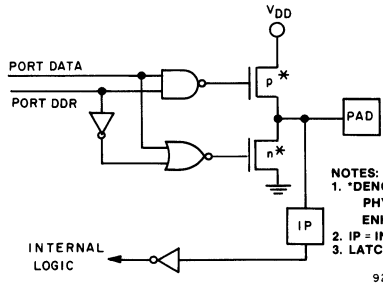 VDD
PORT DATA
PORT DDR
p*
n*
PAD
IP
INTERNAL
LOGIC
NOTES:
1. *DENO
PHY
ENH
2. IP = IN
3. LATC
92